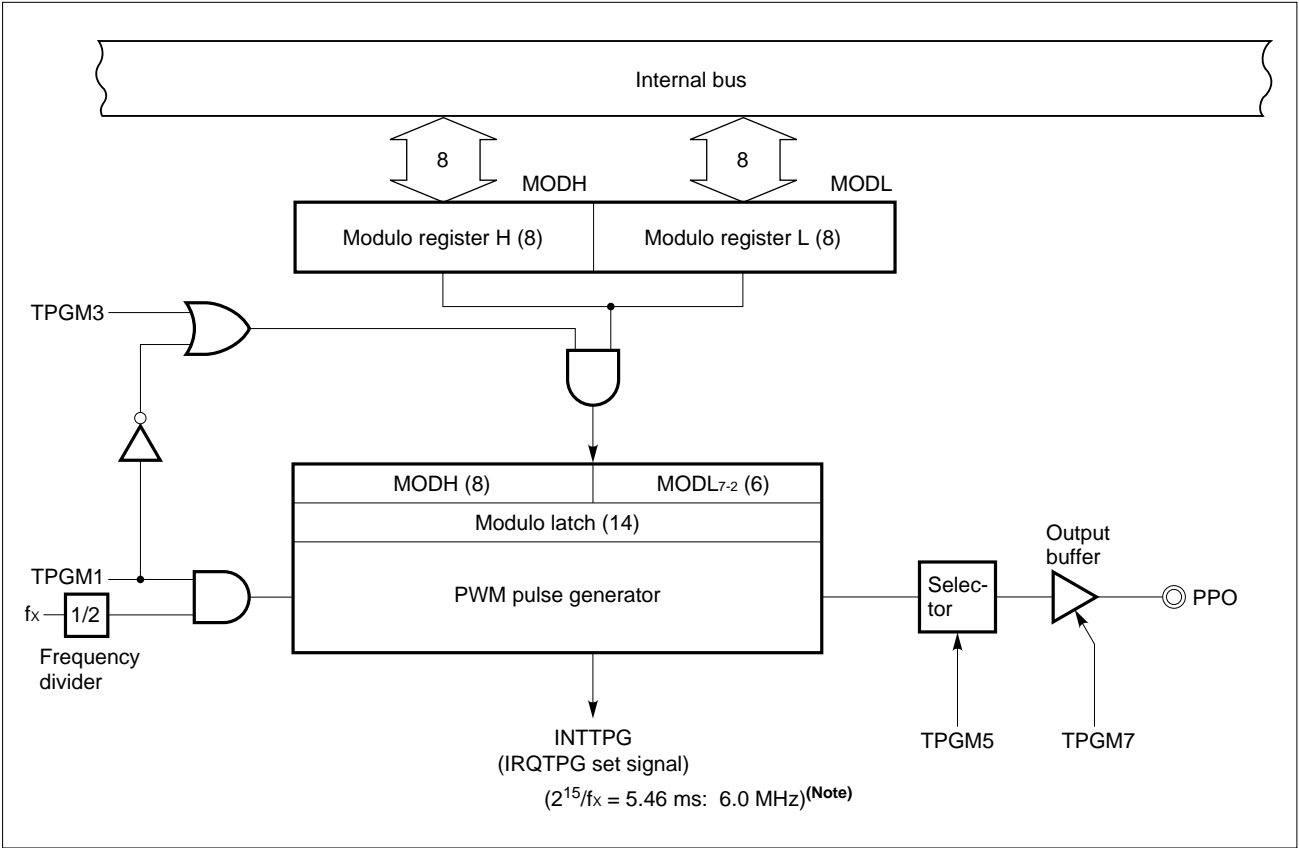 Internal bus
8
8
MODH
MODL
Modulo register H (8)
Modulo register L (8)
TPGM3
MODH (8)
MODL7-2 (6)
Modulo latch (14)
TPGM1
fX
1/2
Frequency
divider
PWM pulse generator
Selec-
tor
Output
buffer
PPO
TPGM5
TPGM7
INTTPG
(IRQTPG set signal)
(2^15/fX = 5.46 ms: 6.0 MHz)(Note)